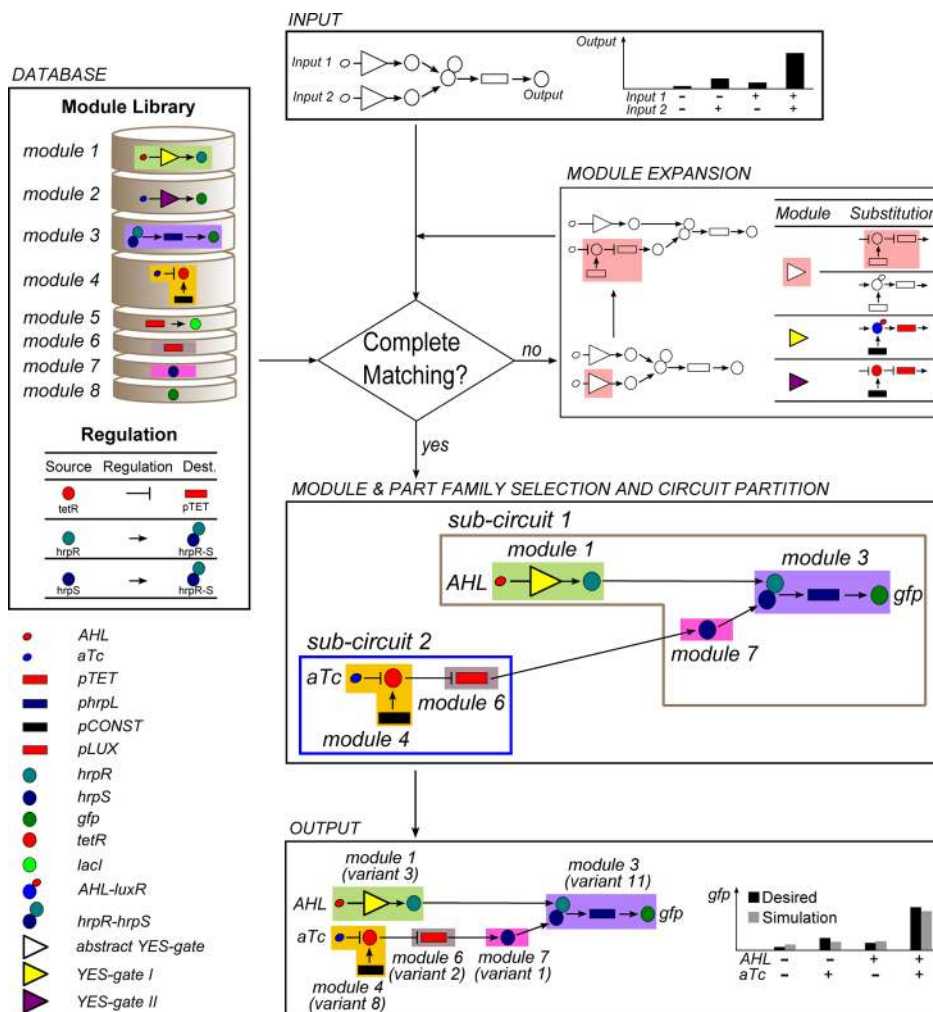 INPUT
Input 1
Input 2
Output
Output
Input 1 - - + +
Input 2 - + - +
DATABASE
Module Library
module 1
module 2
module 3
module 4
module 5
module 6
module 7
module 8
Regulation
Source Regulation Dest.
tetR pTET
hrpR hrpR-S
hrpS hrpR-S
MODULE EXPANSION
Module Substitution
Complete
Matching?
no
yes
MODULE & PART FAMILY SELECTION AND CIRCUIT PARTITION
sub-circuit 1
module 1
AHL
module 3
gfp
module 7
sub-circuit 2
aTc
module 6
module 4
AHL
aTc
pTET
phrpL
pCONST
pLUX
hrpR
hrpS
gfp
tetR
lacI
AHL-luxR
hrpR-hrpS
abstract YES-gate
YES-gate I
YES-gate II
OUTPUT
module 1
(variant 3)
module 3
(variant 11)
AHL
gfp
aTc
module 6
(variant 2)
module 7
(variant 1)
module 4
(variant 8)
gfp
Desired
Simulation
AHL - - + +
aTc - + - +